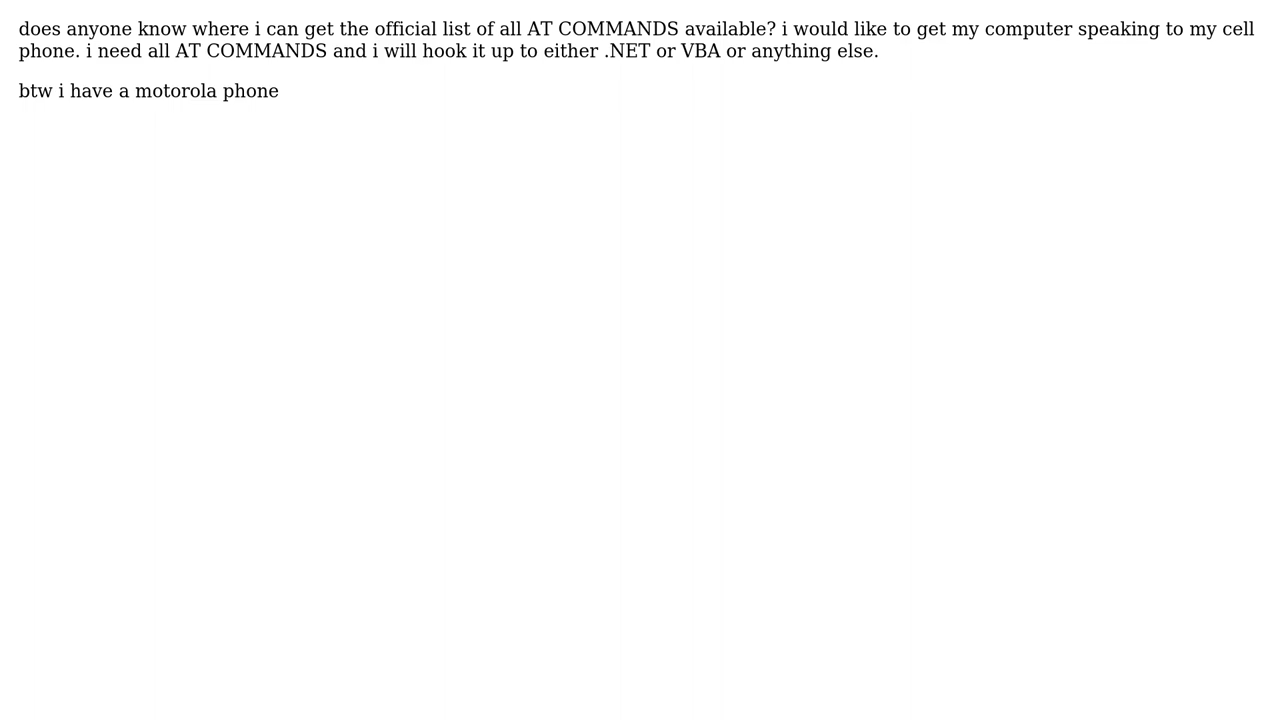 does anyone know where i can get the official list of all AT COMMANDS available? i would like to get my computer speaking to my cell
phone. i need all AT COMMANDS and i will hook it up to either .NET or VBA or anything else.
btw i have a motorola phone